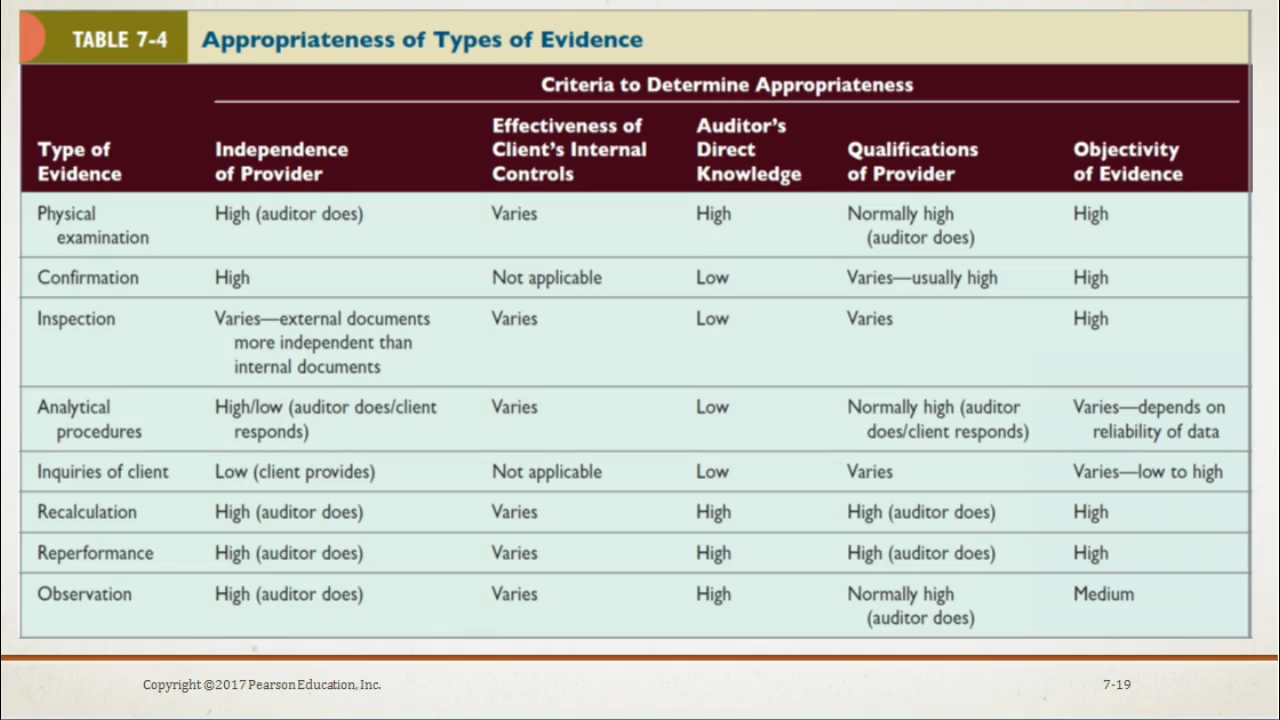 TABLE 7-4 Appropriateness of Types of Evidence
Criteria to Determine Appropriateness
Type of Evidence
Independence of Provider
Effectiveness of Client's Internal Controls
Auditor's Direct Knowledge
Qualifications of Provider
Objectivity of Evidence
Physical examination
High (auditor does)
Varies
High
Normally high (auditor does)
High
Confirmation
High
Not applicable
Low
Varies—usually high
High
Inspection
Varies—external documents more independent than internal documents
Varies
Low
Varies
High
Analytical procedures
High/low (auditor does/client responds)
Varies
Low
Normally high (auditor does/client responds)
Varies—depends on reliability of data
Inquiries of client
Low (client provides)
Not applicable
Low
Varies
Varies—low to high
Recalculation
High (auditor does)
Varies
High
High (auditor does)
High
Reperformance
High (auditor does)
Varies
High
High (auditor does)
High
Observation
High (auditor does)
Varies
High
Normally high (auditor does)
Medium
Copyright ©2017 Pearson Education, Inc.
7-19